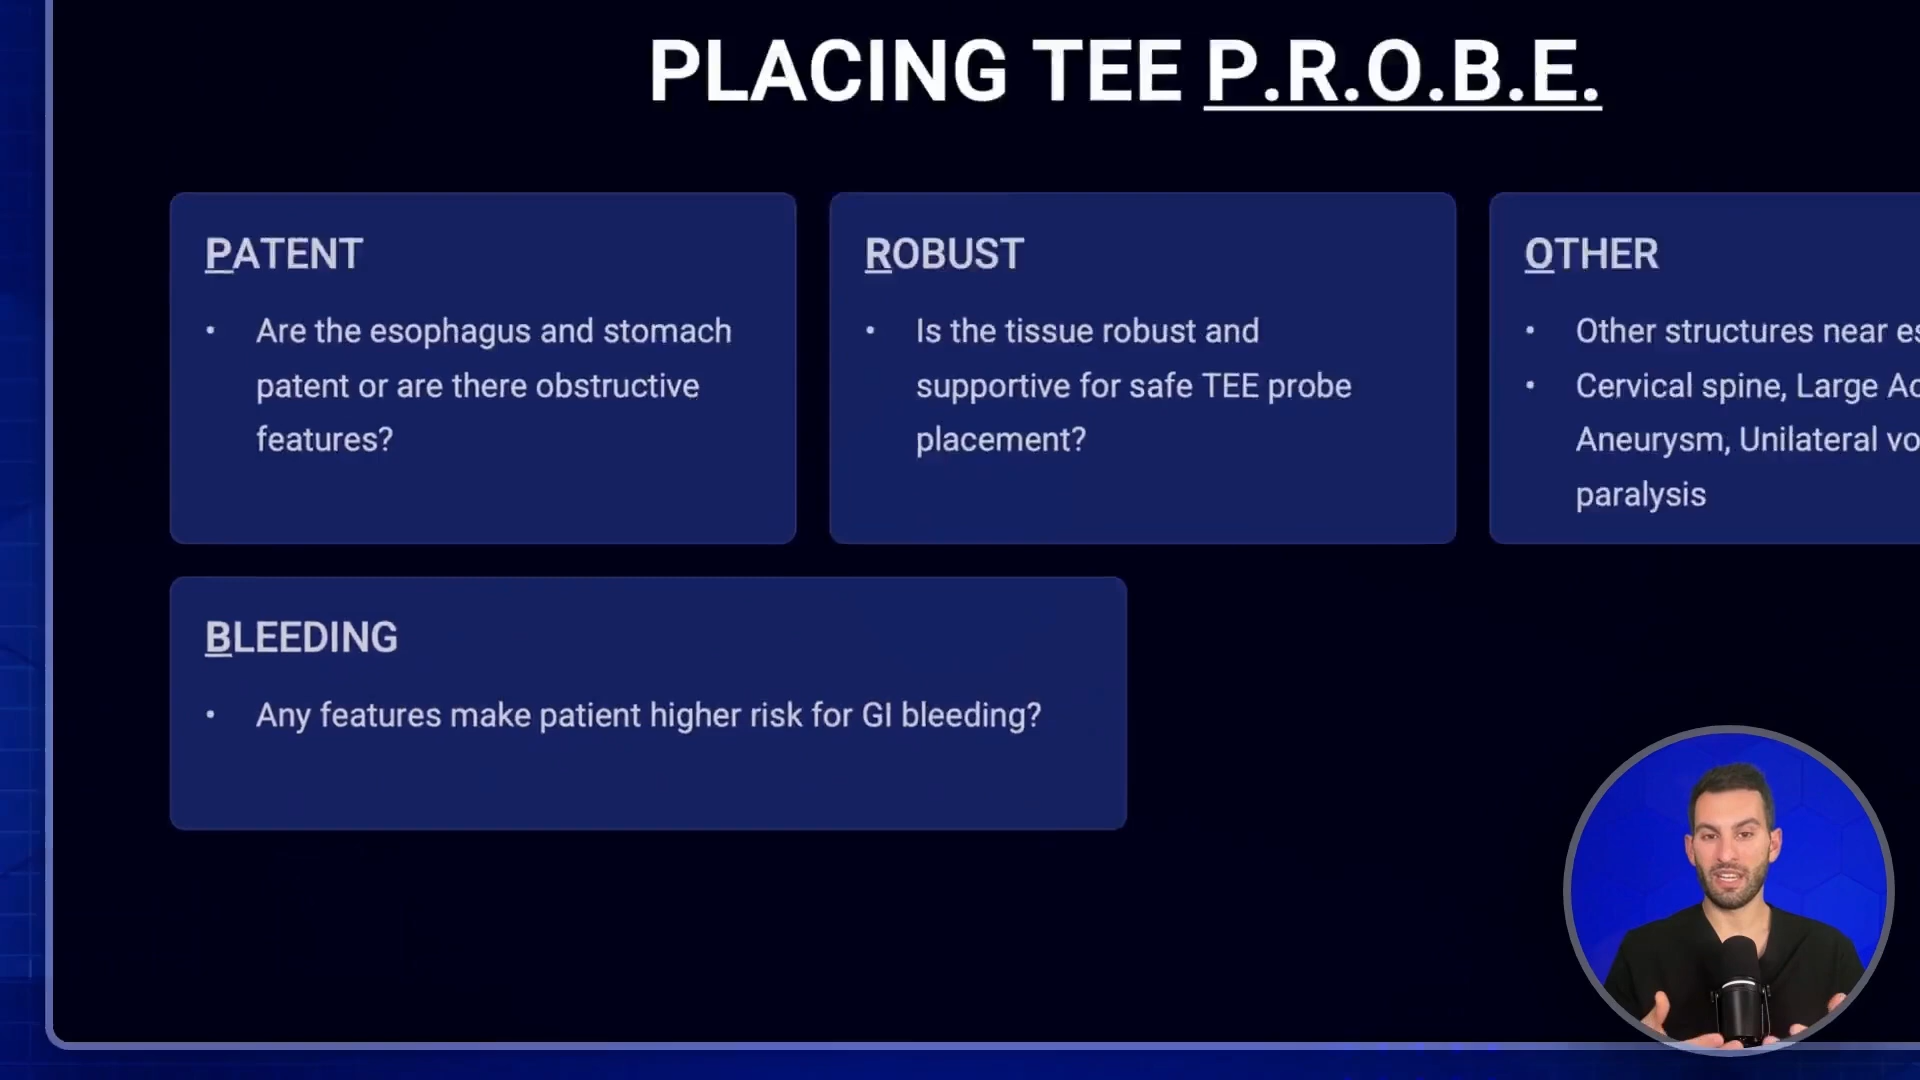 PLACING TEE P.R.O.B.E.
PATENT
• Are the esophagus and stomach
patent or are there obstructive
features?
ROBUST
• Is the tissue robust and
supportive for safe TEE probe
placement?
OTHER
• Other structures near
• Cervical spine, Large
Aneurysm, Unilateral
paralysis
BLEEDING
• Any features make patient higher risk for GI bleeding?